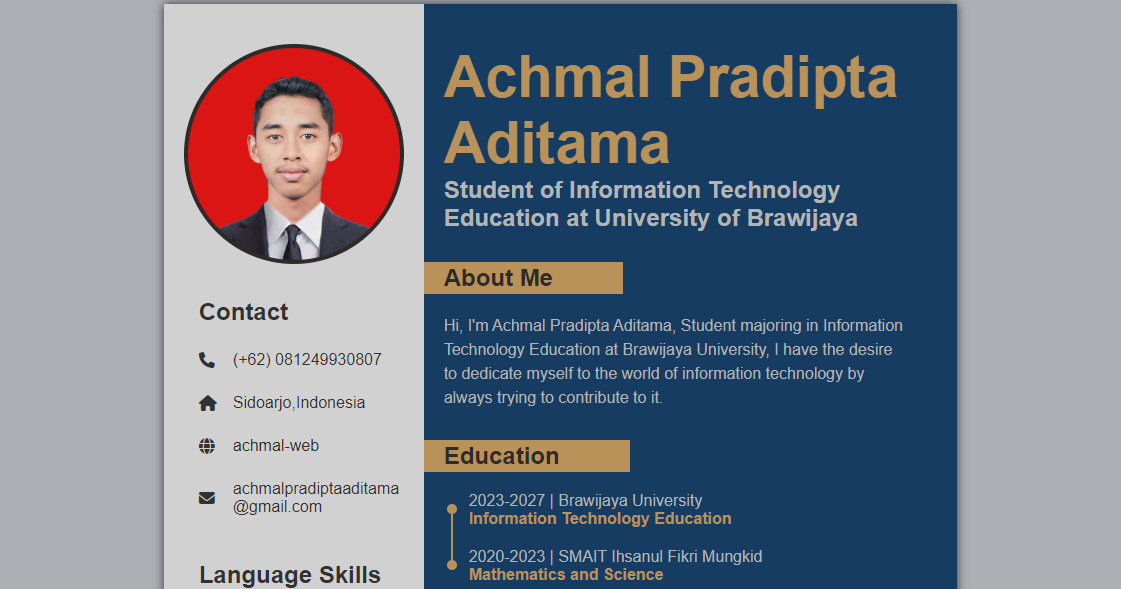 Achmal Pradipta
Aditama
Student of Information Technology
Education at University of Brawijaya
Contact
(+62) 081249930807
Sidoarjo,Indonesia
achmal-web
achmalpradiptaaditama
@gmail.com
Language Skills
About Me
Hi, I'm Achmal Pradipta Aditama, Student majoring in Information
Technology Education at Brawijaya University, I have the desire
to dedicate myself to the world of information technology by
always trying to contribute to it.
Education
2023-2027 | Brawijaya University
Information Technology Education
2020-2023 | SMAIT Ihsanul Fikri Mungkid
Mathematics and Science